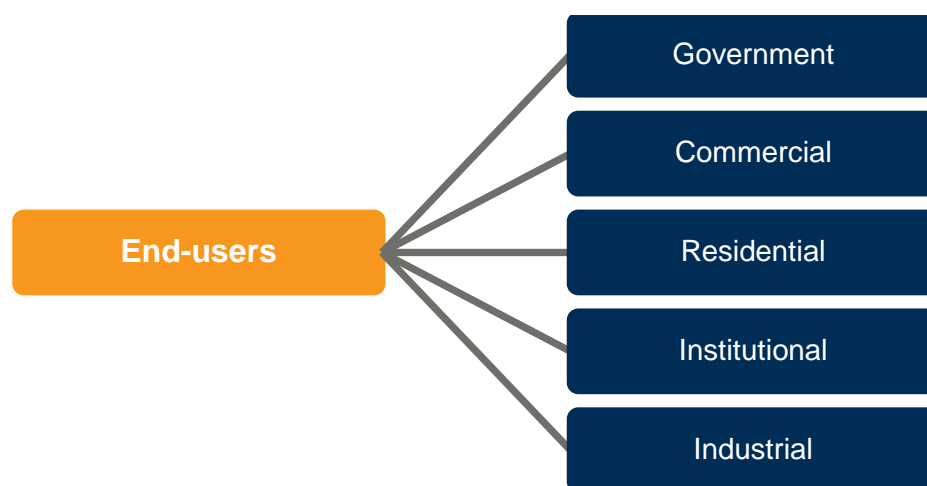 Government
Commercial
End-users
Residential
Institutional
Industrial